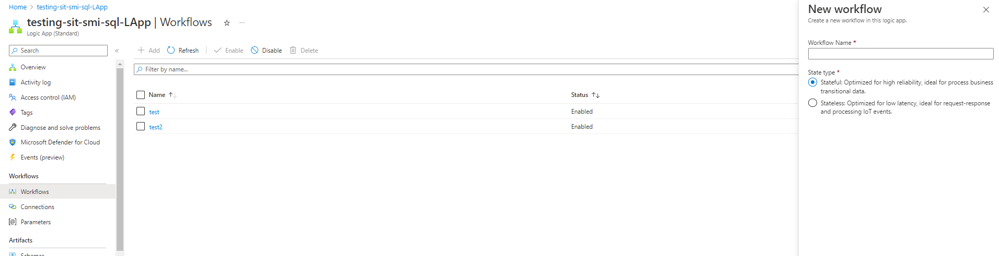 Home > testing-sit-smi-sql-LApp
testing-sit-smi-sql-LApp | Workflows
Logic App (Standard)
Search
Overview
Activity log
Access control (IAM)
Tags
Diagnose and solve problems
Microsoft Defender for Cloud
Events (preview)
Workflows
Workflows
Connections
Parameters
Artifacts
Schemas
Add Refresh Enable Disable Delete
Filter by name...
Name Status
test Enabled
test2 Enabled
New workflow
Create a new workflow in this logic app.
Workflow Name *
State type *
Stateful: Optimized for high reliability, ideal for process business
transitional data.
Stateless: Optimized for low latency, ideal for request-response
and processing IoT events.